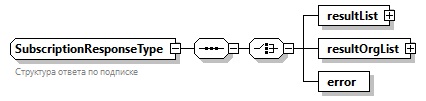 resultList
SubscriptionResponseType
resultOrgList
Структура ответа по подписке
error